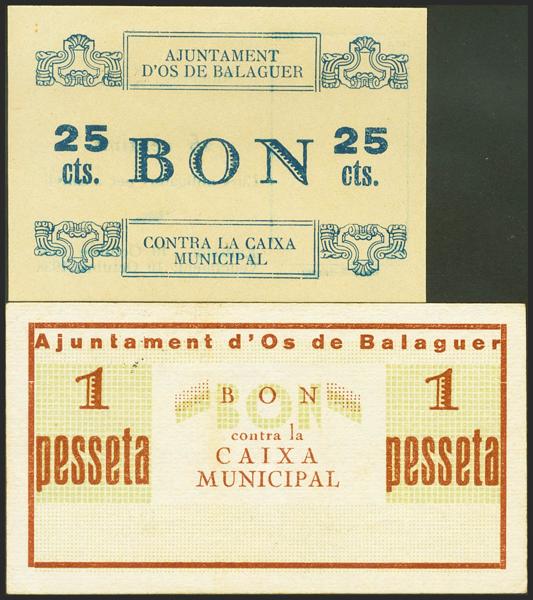 AJUNTAMENT
D'OS DE BALAGUER
25 BON 25
cts. cts.
CONTRA LA CAIXA
MUNICIPAL
Ajuntament d'Os de Balaguer
1 BON 1
BON
pesseta contra la pesseta
CAIXA
MUNICIPAL